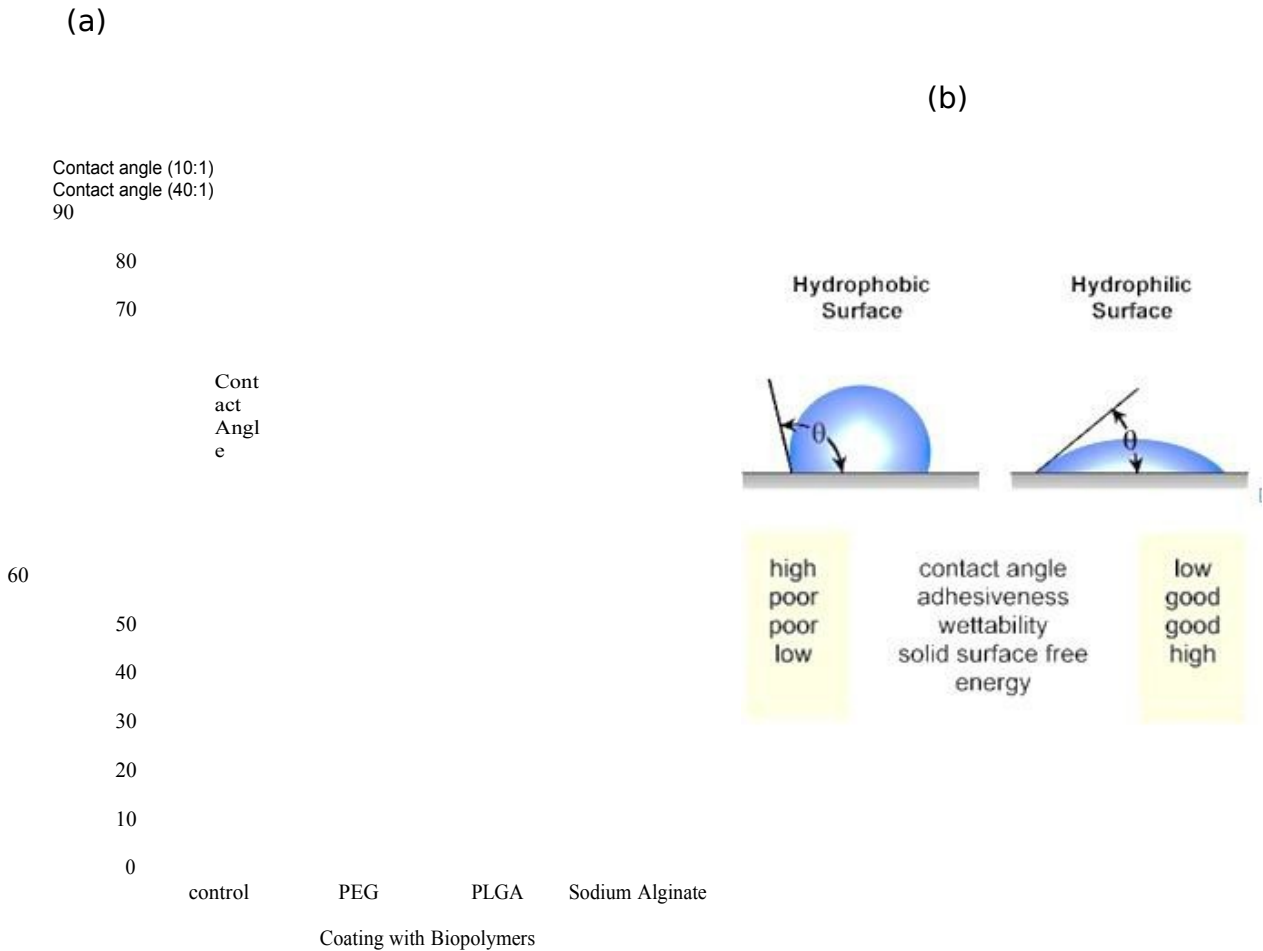 (a)
(b)
Contact angle (10:1)
Contact angle (40:1)
90
80
70
Cont
act
Angl
e
60
50
40
30
20
10
0
control PEG PLGA Sodium Alginate
Coating with Biopolymers
Hydrophobic
Surface
Hydrophilic
Surface
θ
θ
high contact angle low
poor adhesiveness good
poor wettability good
low solid surface free high
energy